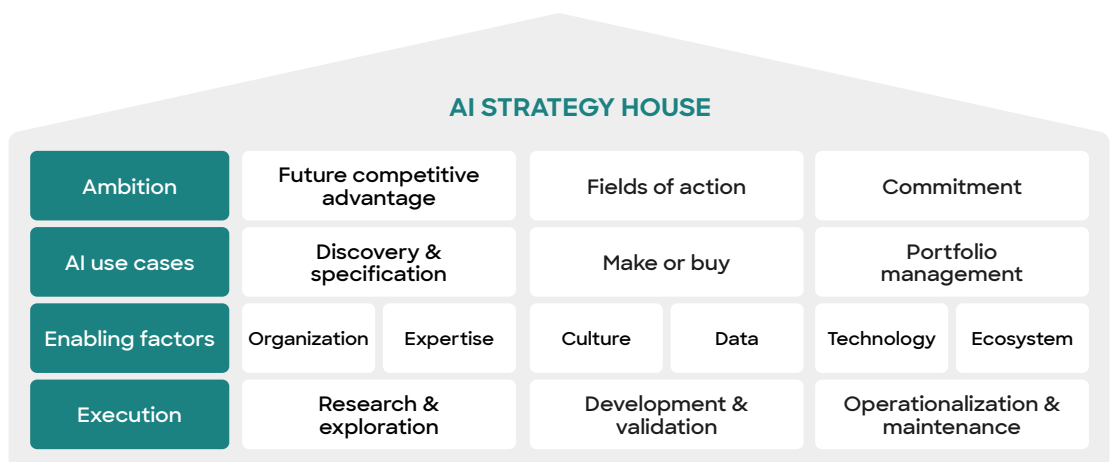 AI STRATEGY HOUSE
Ambition
Future competitive
advantage
Fields of action
Commitment
AI use cases
Discovery &
specification
Make or buy
Portfolio
management
Enabling factors
Organization
Expertise
Culture
Data
Technology
Ecosystem
Execution
Research &
exploration
Development &
validation
Operationalization &
maintenance